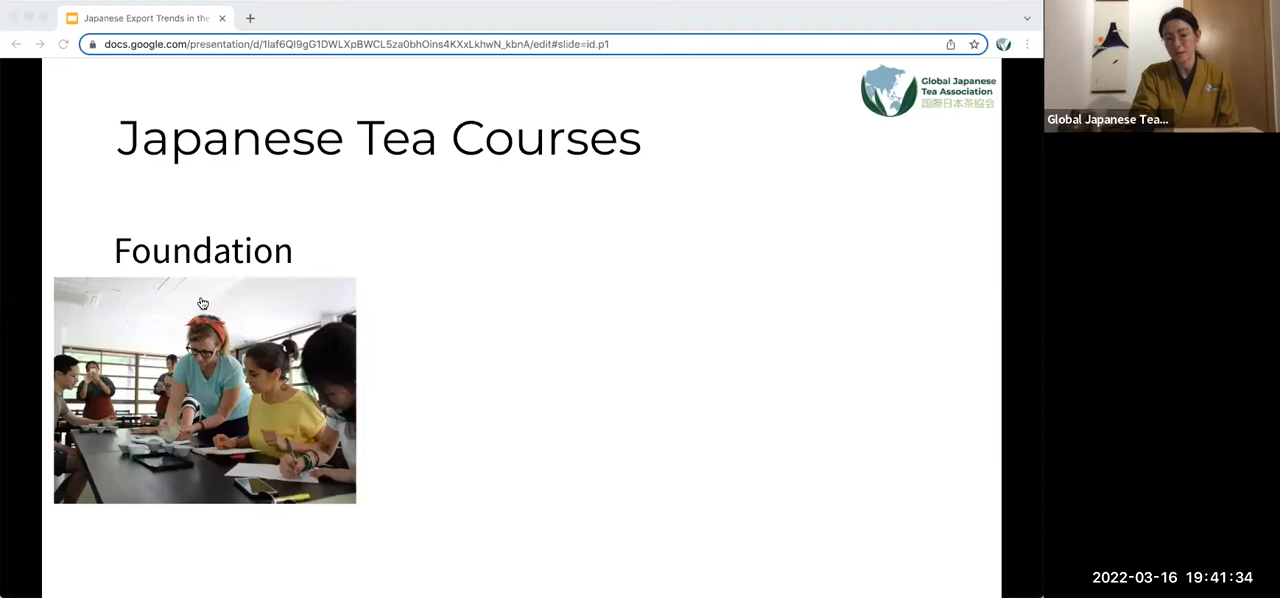 Japanese Export Trends in the
docs.google.com/presentation/d/1Iaf6QI9gG1DWLXpBWCL5za0bhOins4KXxLkhwN_kbnA/edit#slide=id.p1
Global Japanese
Tea Association
国際日本茶協会
Global Japanese Tea...
Japanese Tea Courses
Foundation
2022-03-16 19:41:34